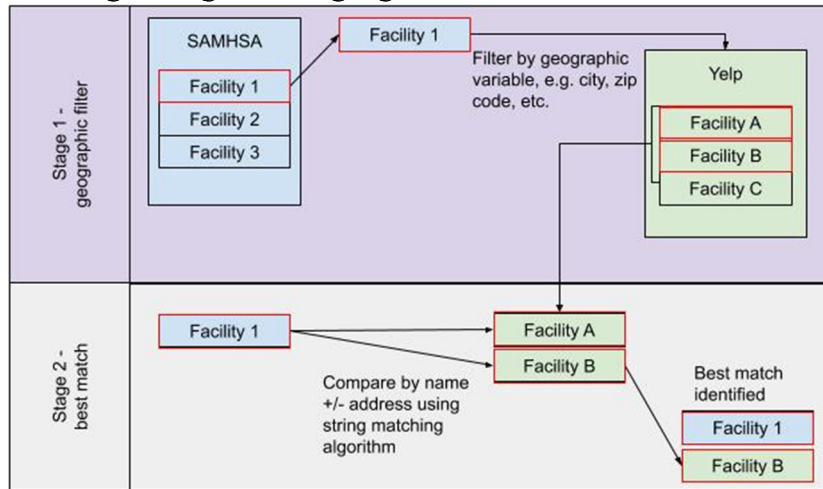 Stage 1 -
geographic filter
SAMHSA
Facility 1
Facility 2
Facility 3
Facility 1
Filter by geographic
variable, e.g. city, zip
code, etc.
Yelp
Facility A
Facility B
Facility C
Stage 2 -
best match
Facility 1
Compare by name
+/- address using
string matching
algorithm
Facility A
Facility B
Best match
identified
Facility 1
Facility B